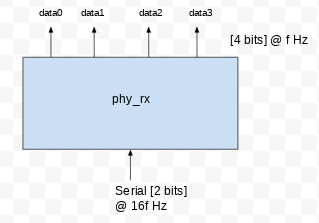 data0 data1 data2 data3
[4 bits] @ f Hz
phy_rx
Serial [2 bits]
@ 16f Hz